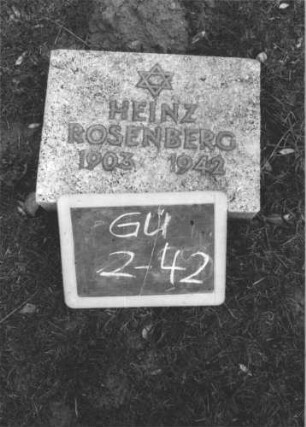 HEINZ
ROSENBERG
1903 1942
GU
2-42